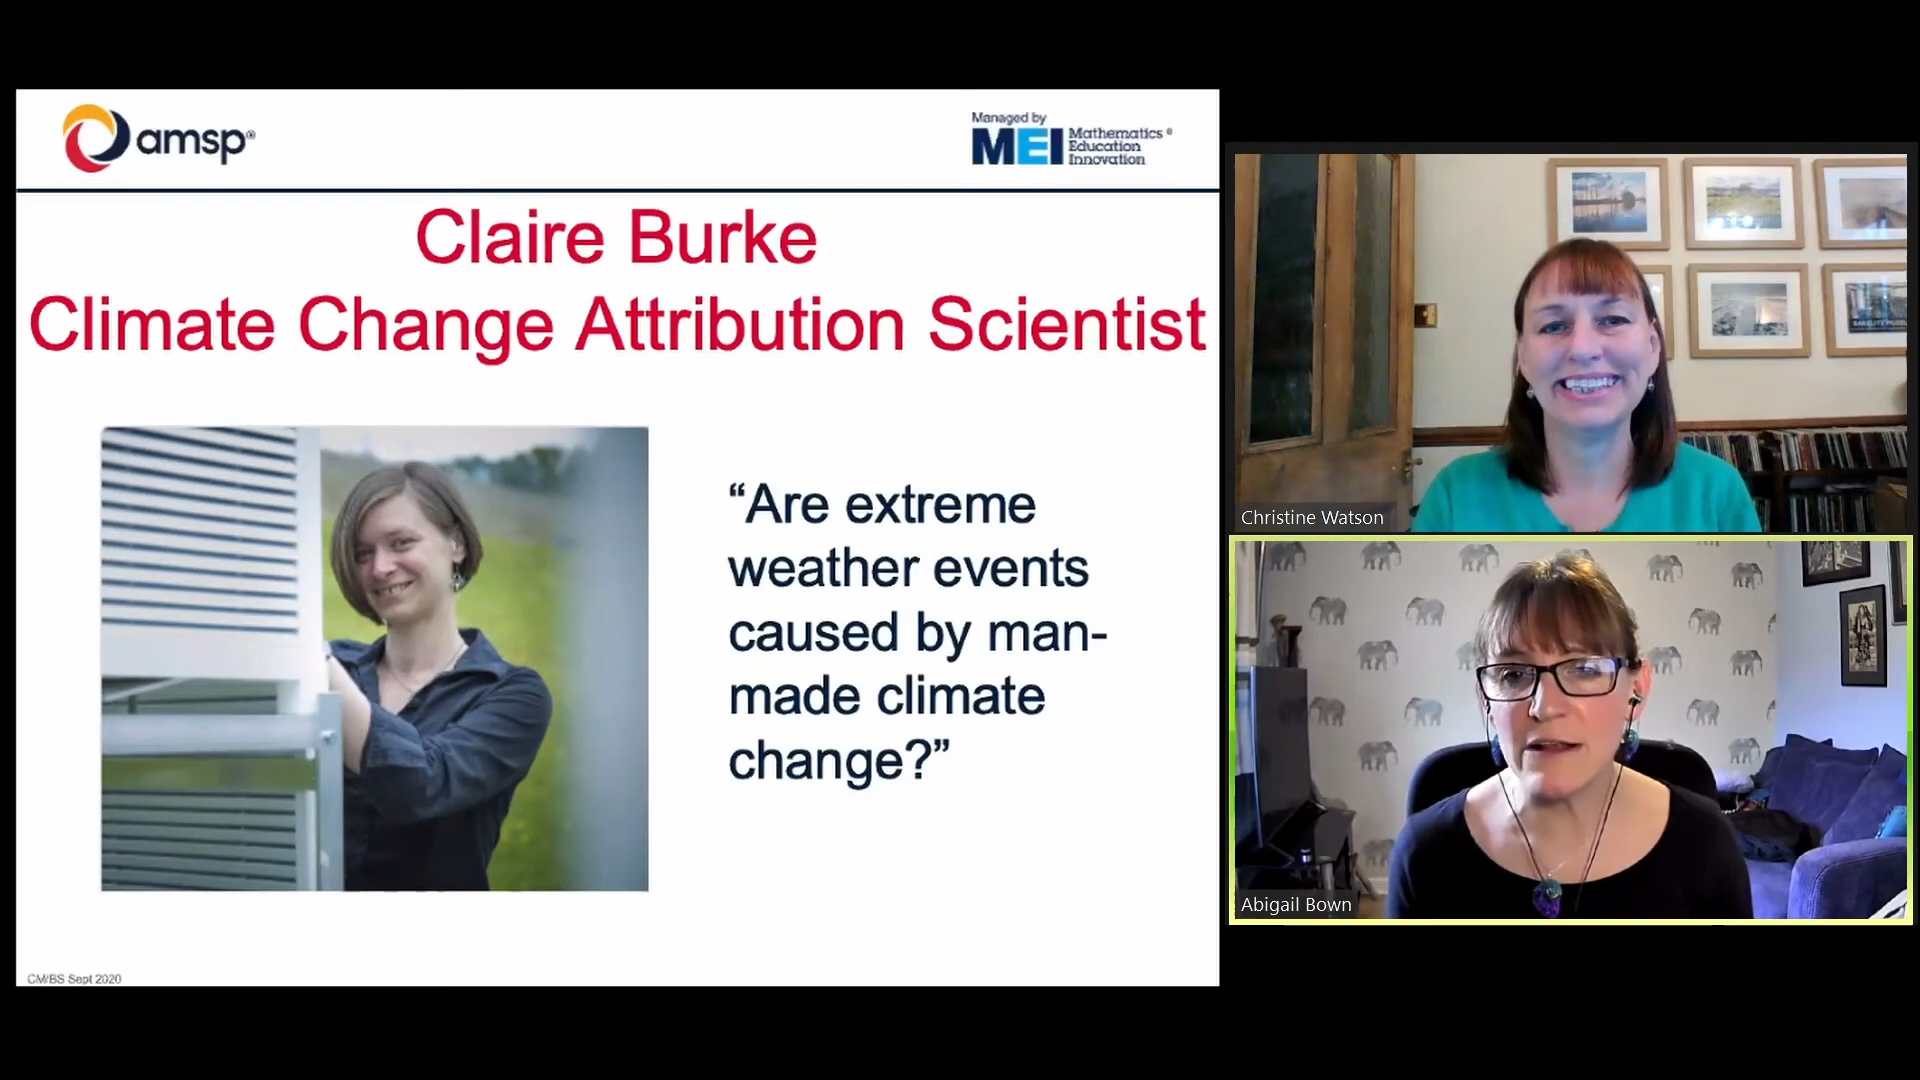 amsp®
Managed by
MEI
Mathematics ®
Education
Innovation
Claire Burke
Climate Change Attribution Scientist
“Are extreme
weather events
caused by man-
made climate
change?”
CM/BS Sept 2020
Christine Watson
Abigail Bown